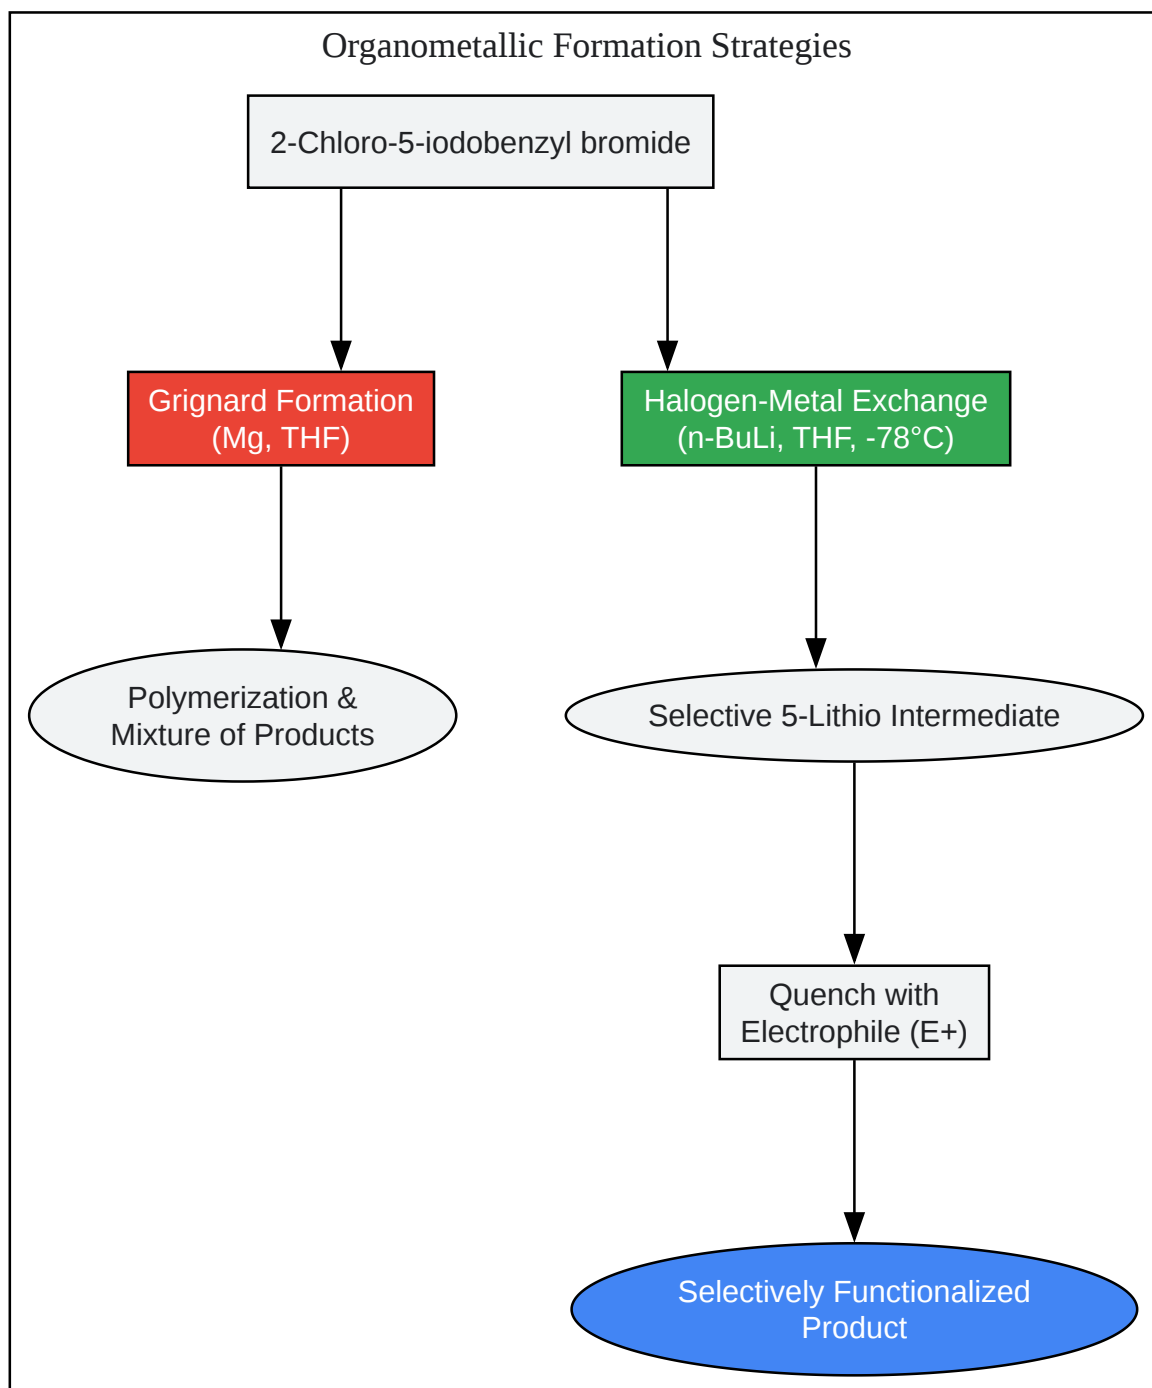 Organometallic Formation Strategies
2-Chloro-5-iodobenzyl bromide
Grignard Formation
(Mg, THF)
Halogen-Metal Exchange
(n-BuLi, THF, -78°C)
Polymerization &
Mixture of Products
Selective 5-Lithio Intermediate
Quench with
Electrophile (E+)
Selectively Functionalized
Product